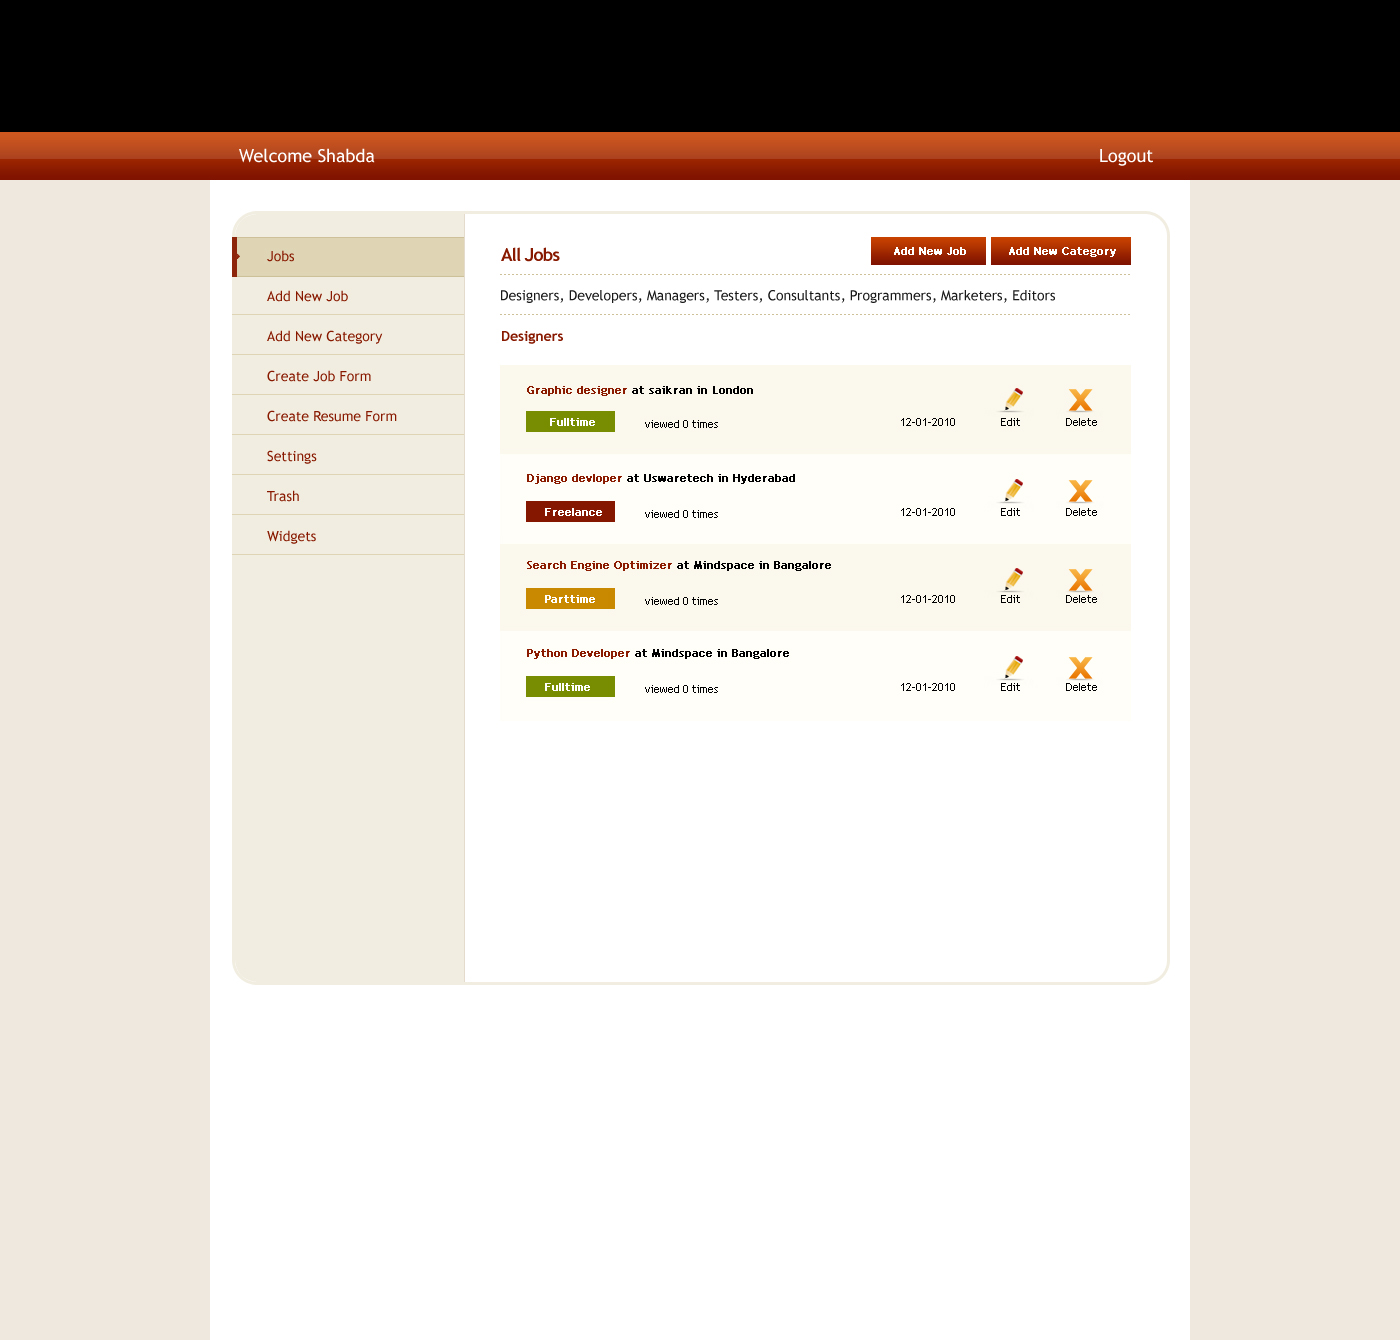 Welcome Shabda
Logout
Jobs
Add New Job
Add New Category
Create Job Form
Create Resume Form
Settings
Trash
Widgets
All Jobs
Add New Job
Add New Category
Designers, Developers, Managers, Testers, Consultants, Programmers, Marketers, Editors
Designers
Graphic designer at saikran in London
Fulltime
viewed 0 times
12-01-2010
Edit
Delete
Django devloper at Uswaretech in Hyderabad
Freelance
viewed 0 times
12-01-2010
Edit
Delete
Search Engine Optimizer at Mindspace in Bangalore
Parttime
viewed 0 times
12-01-2010
Edit
Delete
Python Developer at Mindspace in Bangalore
Fulltime
viewed 0 times
12-01-2010
Edit
Delete